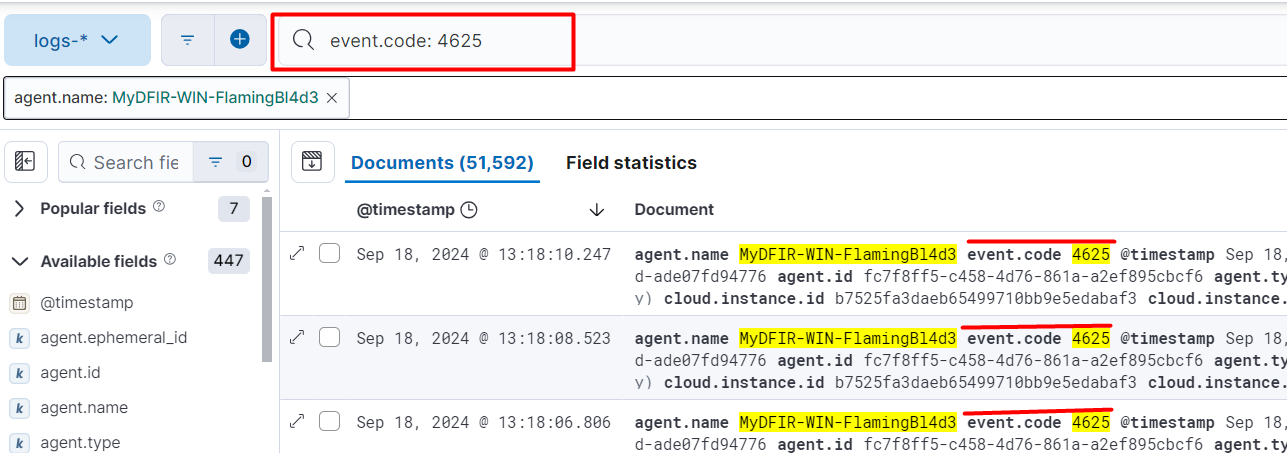 logs-*
event.code: 4625
agent.name: MyDFIR-WIN-FlamingBl4d3 ×
Search fie 0
Documents (51,592) Field statistics
Popular fields 7
@timestamp Document
Available fields 447
Sep 18, 2024 @ 13:18:10.247 agent.name MyDFIR-WIN-FlamingBl4d3 event.code 4625 @timestamp Sep 18,
d-ade07fd94776 agent.id fc7f8ff5-c458-4d76-861a-a2ef895cbcf6 agent.ty
y) cloud.instance.id b7525fa3daeb65499710bb9e5edabaf3 cloud.instance.
@timestamp
agent.ephemeral_id
Sep 18, 2024 @ 13:18:08.523 agent.name MyDFIR-WIN-FlamingBl4d3 event.code 4625 @timestamp Sep 18,
d-ade07fd94776 agent.id fc7f8ff5-c458-4d76-861a-a2ef895cbcf6 agent.ty
y) cloud.instance.id b7525fa3daeb65499710bb9e5edabaf3 cloud.instance.
agent.id
agent.name
Sep 18, 2024 @ 13:18:06.806 agent.name MyDFIR-WIN-FlamingBl4d3 event.code 4625 @timestamp Sep 18,
d-ade07fd94776 agent.id fc7f8ff5-c458-4d76-861a-a2ef895cbcf6 agent.ty
agent.type